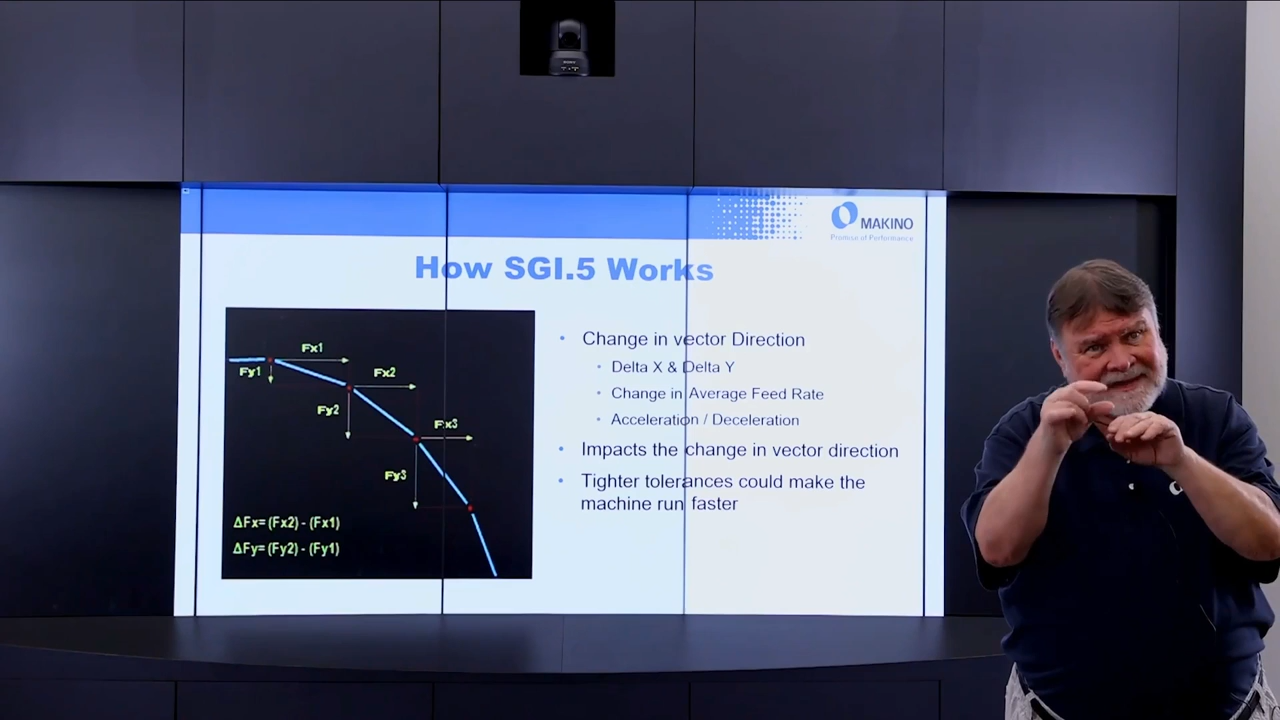 SONY
MAKINO
Promise of Performance
How SGI.5 Works
Fx1
Fy1
Fx2
Fy2
Fx3
Fy3
ΔFx=(Fx2) - (Fx1)
ΔFy=(Fy2) - (Fy1)
• Change in vector Direction
• Delta X & Delta Y
• Change in Average Feed Rate
• Acceleration / Deceleration
• Impacts the change in vector direction
• Tighter tolerances could make the
machine run faster